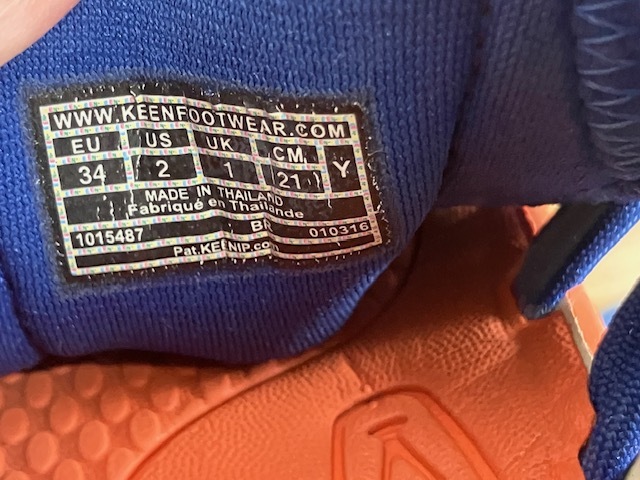 WWW.KEENFOOTWEAR.COM
EU US UK CM Y
34 2 1 21
MADE IN THAILAND
Fabriqué en Thaïlande
1015487 BR 010316
Pat.KEENIP.com